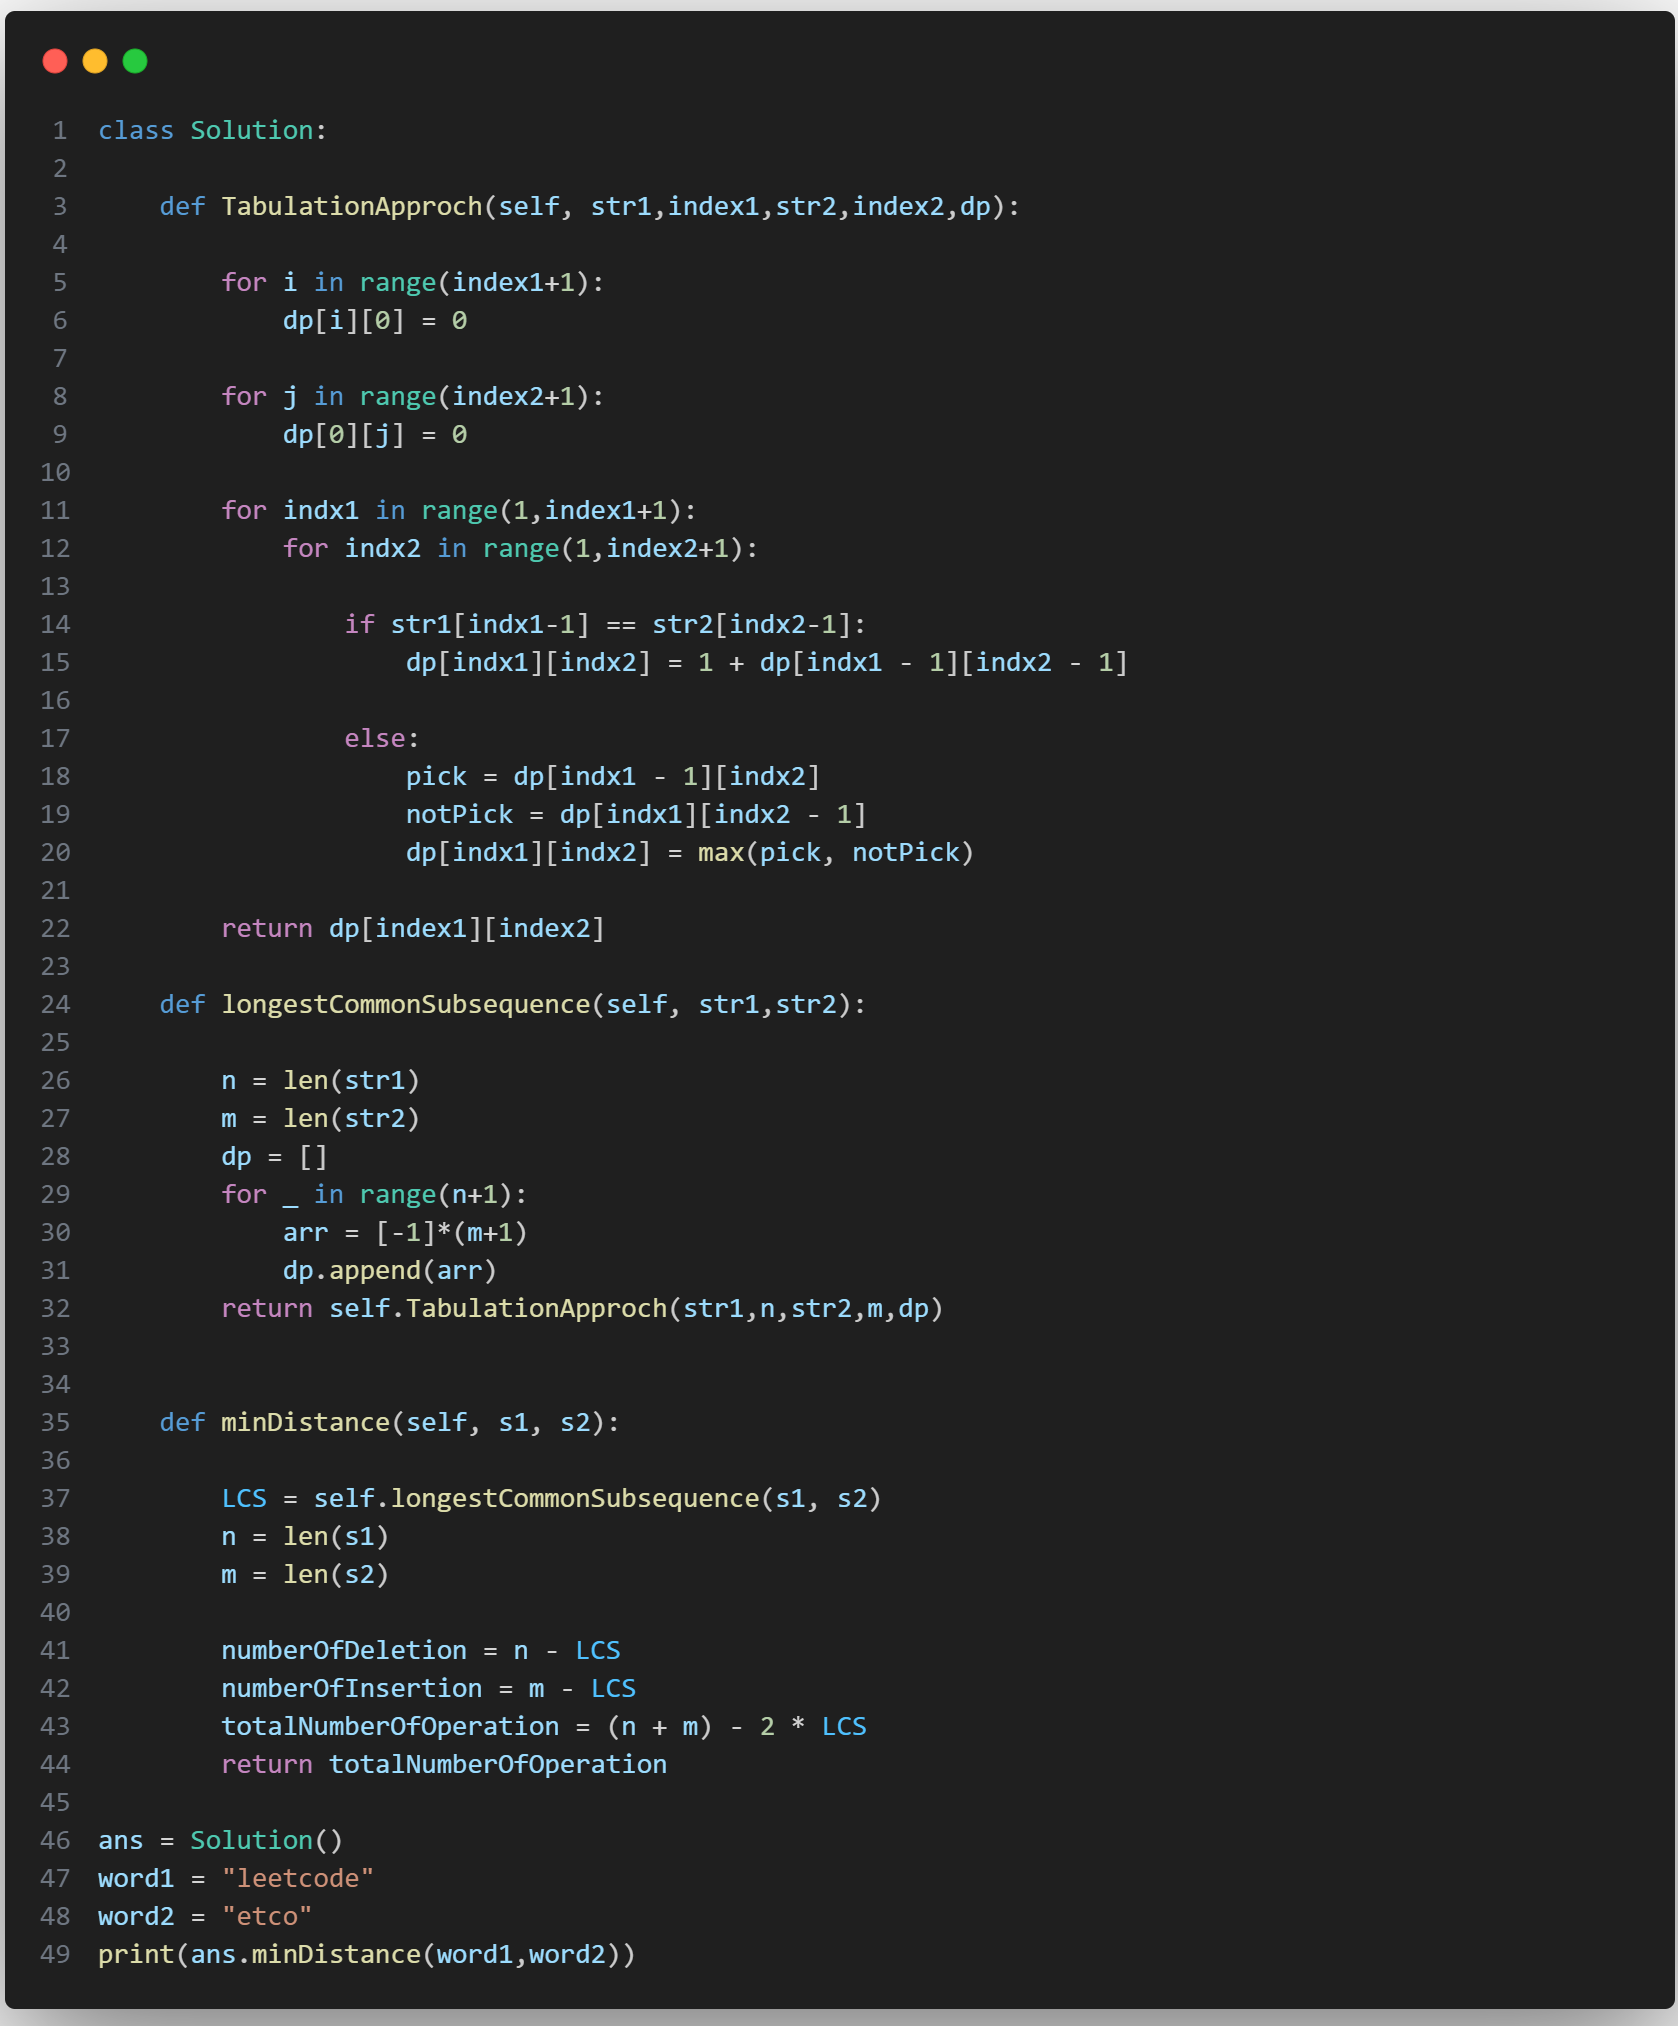 1 class Solution:
2
3     def TabulationApproch(self, str1,index1,str2,index2,dp):
4
5         for i in range(index1+1):
6             dp[i][0] = 0
7
8         for j in range(index2+1):
9             dp[0][j] = 0
10
11         for indx1 in range(1,index1+1):
12             for indx2 in range(1,index2+1):
13
14                 if str1[indx1-1] == str2[indx2-1]:
15                     dp[indx1][indx2] = 1 + dp[indx1 - 1][indx2 - 1]
16
17                 else:
18                     pick = dp[indx1 - 1][indx2]
19                     notPick = dp[indx1][indx2 - 1]
20                     dp[indx1][indx2] = max(pick, notPick)
21
22         return dp[index1][index2]
23
24     def longestCommonSubsequence(self, str1,str2):
25
26         n = len(str1)
27         m = len(str2)
28         dp = []
29         for _ in range(n+1):
30             arr = [-1]*(m+1)
31             dp.append(arr)
32         return self.TabulationApproch(str1,n,str2,m,dp)
33
34
35     def minDistance(self, s1, s2):
36
37         LCS = self.longestCommonSubsequence(s1, s2)
38         n = len(s1)
39         m = len(s2)
40
41         numberOfDeletion = n - LCS
42         numberOfInsertion = m - LCS
43         totalNumberOfOperation = (n + m) - 2 * LCS
44         return totalNumberOfOperation
45
46 ans = Solution()
47 word1 = "leetcode"
48 word2 = "etco"
49 print(ans.minDistance(word1,word2))